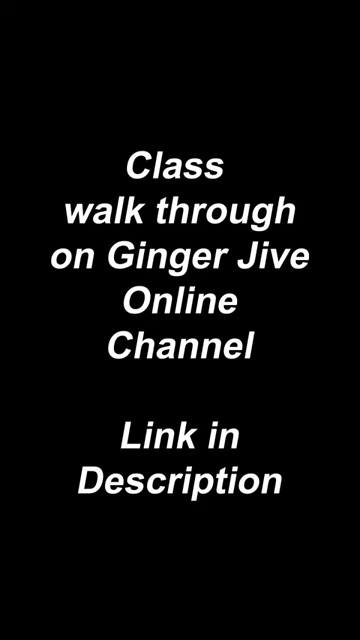 Class
walk through
on Ginger Jive
Online
Channel
Link in
Description